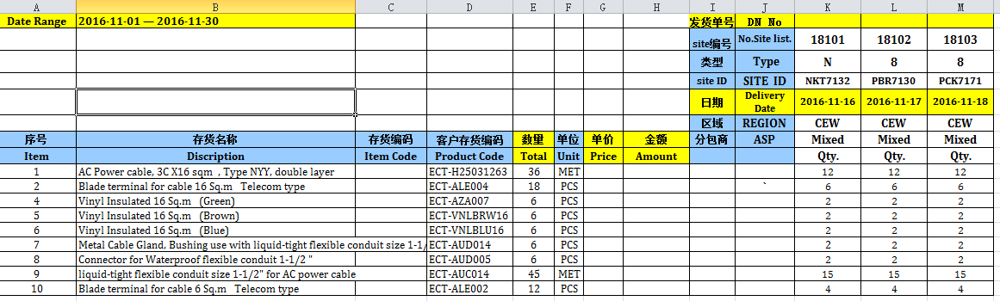 A B C D E F G H I J K L M
Date Range 2016-11-01 — 2016-11-30 发货单号 DN No
site编号 No.Site list. 18101 18102 18103
类型 Type N 8 8
site ID SITE ID NKT7132 PBR7130 PCK7171
日期 Delivery Date 2016-11-16 2016-11-17 2016-11-18
区域 REGION CEW CEW CEW
序号 存货名称 存货编码 客户存货编码 数量 单位 单价 金额 分包商 ASP Mixed Mixed Mixed
Item Discription Item Code Product Code Total Unit Price Amount Qty. Qty. Qty.
1 AC Power cable, 3C X16 sqm , Type NYY, double layer ECT-H25031263 36 MET 12 12 12
2 Blade terminal for cable 16 Sq.m Telecom type ECT-ALE004 18 PCS ` 6 6 6
4 Vinyl Insulated 16 Sq.m (Green) ECT-AZA007 6 PCS 2 2 2
5 Vinyl Insulated 16 Sq.m (Brown) ECT-VNLBRW16 6 PCS 2 2 2
6 Vinyl Insulated 16 Sq.m (Blue) ECT-VNLBLU16 6 PCS 2 2 2
7 Metal Cable Gland, Bushing use with liquid-tight flexible conduit size 1-1/ ECT-AUD014 6 PCS 2 2 2
8 Connector for Waterproof flexible conduit 1-1/2 " ECT-AUD005 6 PCS 2 2 2
9 liquid-tight flexible conduit size 1-1/2" for AC power cable ECT-AUC014 45 MET 15 15 15
10 Blade terminal for cable 6 Sq.m Telecom type ECT-ALE002 12 PCS 4 4 4